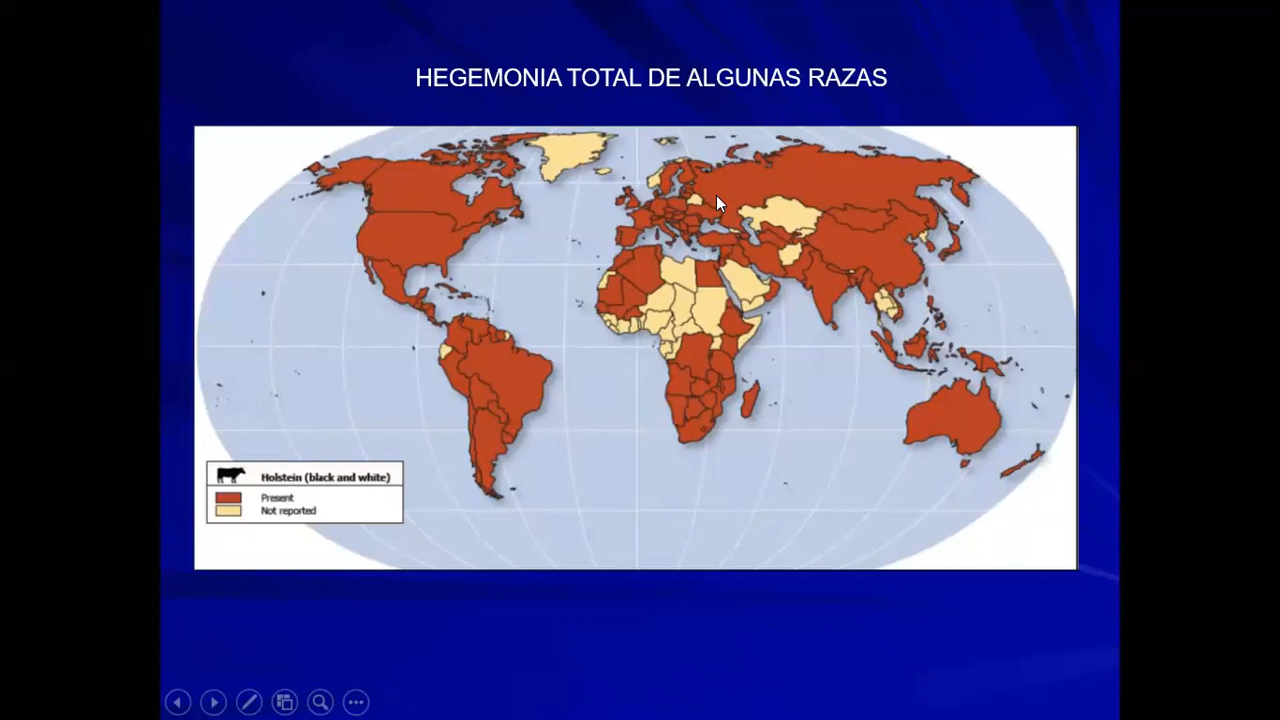 HEGEMONIA TOTAL DE ALGUNAS RAZAS
Holstein (black and white)
Present
Not reported